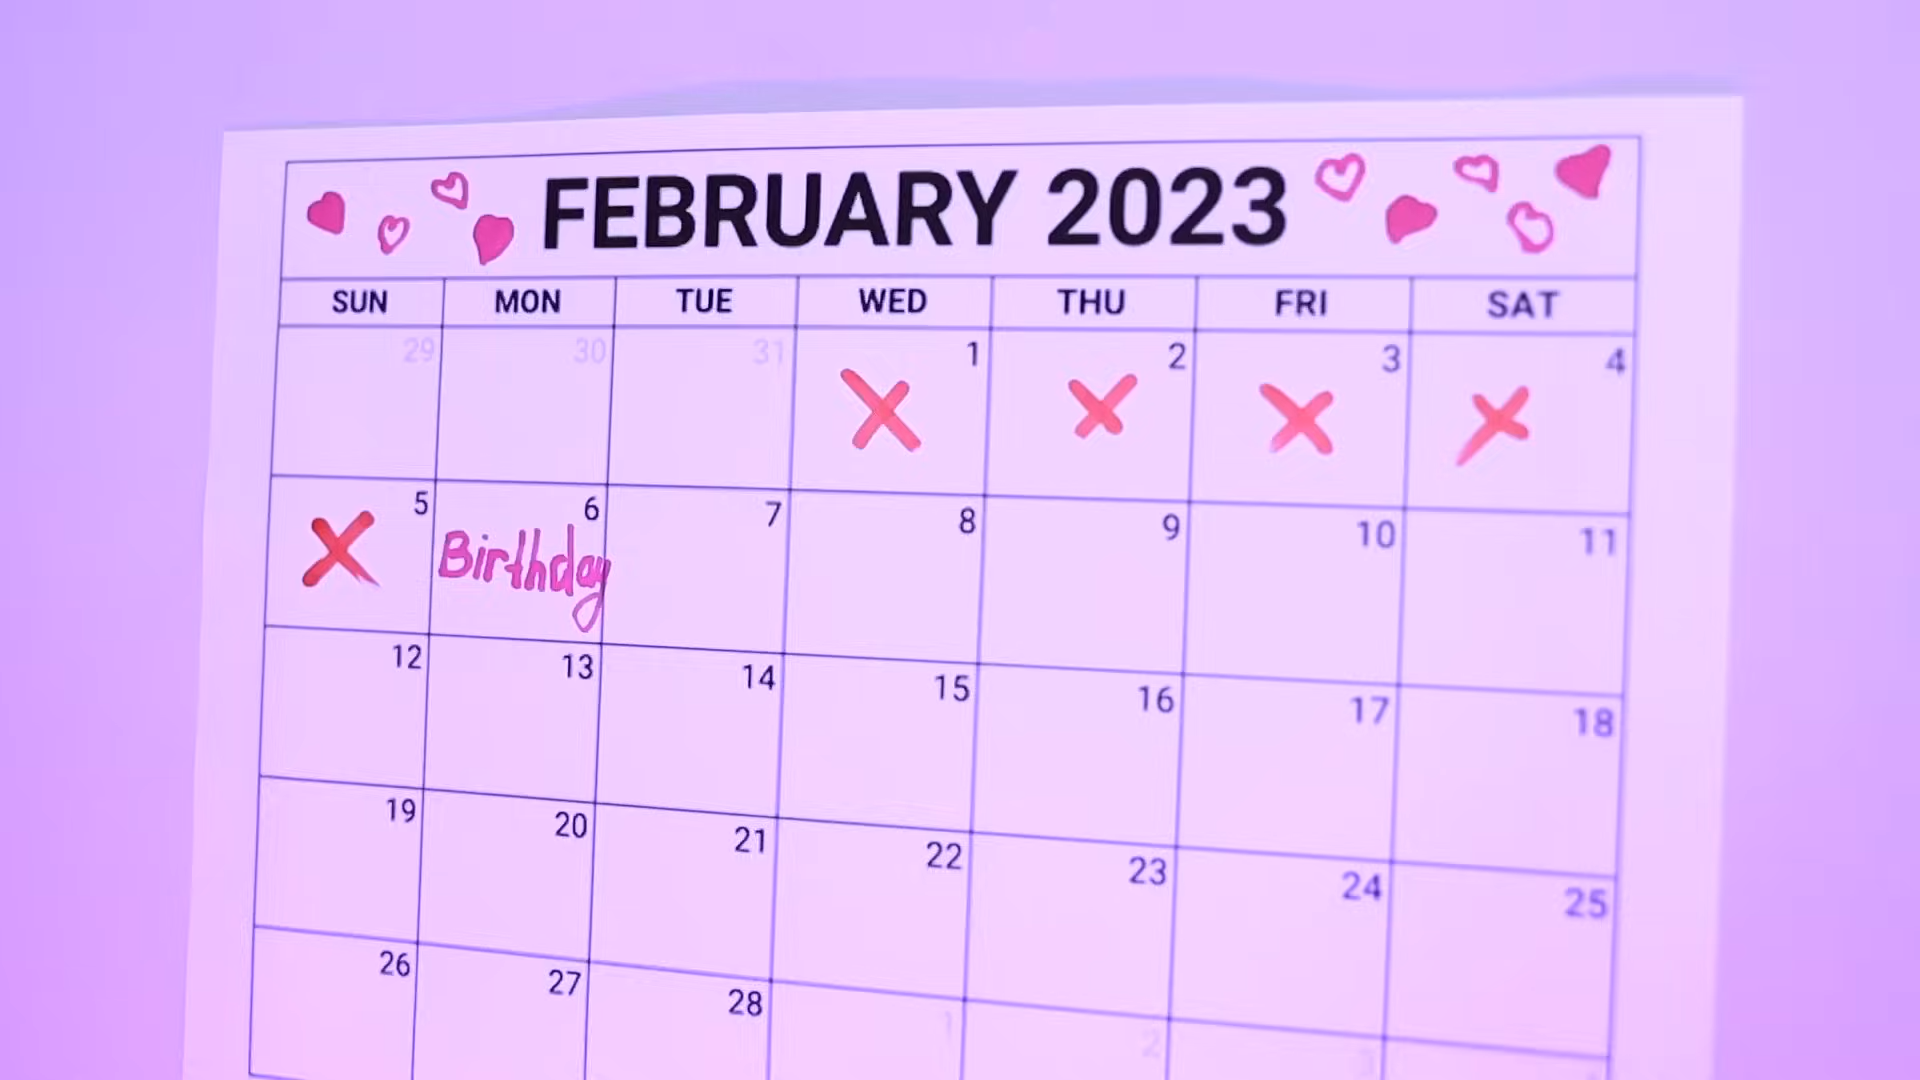 FEBRUARY 2023
SUN MON TUE WED THU FRI SAT
29 30 31 1 2 3 4
5 6 7 8 9 10 11
Birthday
12 13 14 15 16 17 18
19 20 21 22 23 24 25
26 27 28 1 2 3